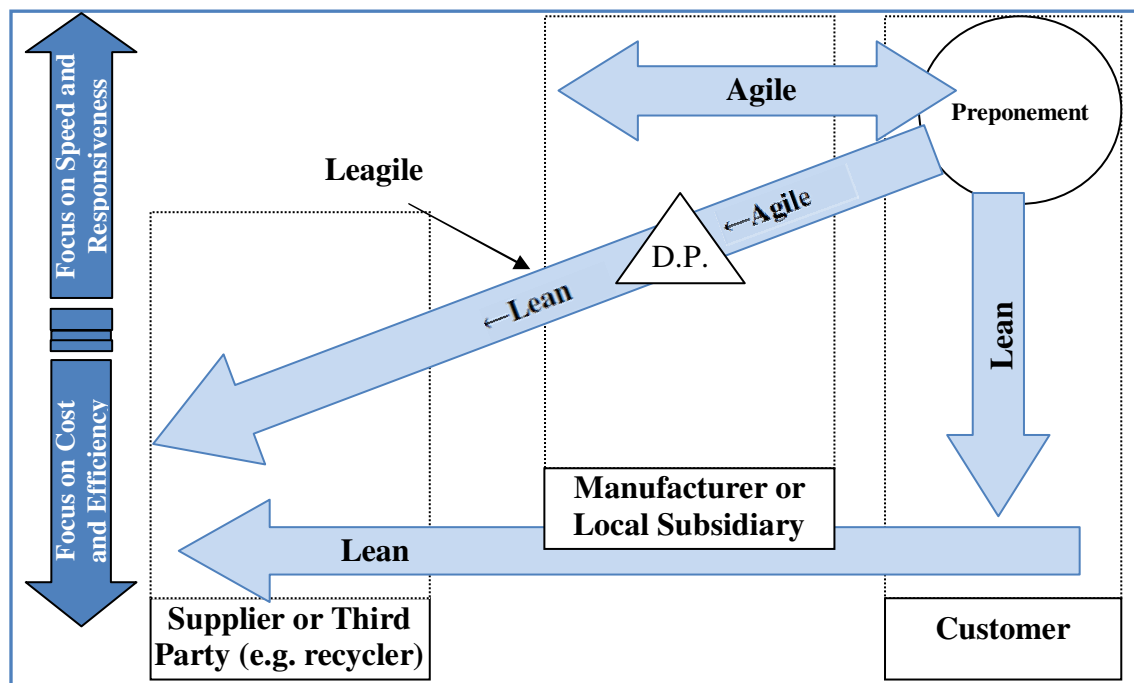 Focus on Speed and
Responsiveness
Agile
Preponement
Leagile
←Agile
D.P.
←Lean
Lean
Focus on Cost
and Efficiency
Manufacturer or
Local Subsidiary
Lean
Supplier or Third
Party (e.g. recycler)
Customer